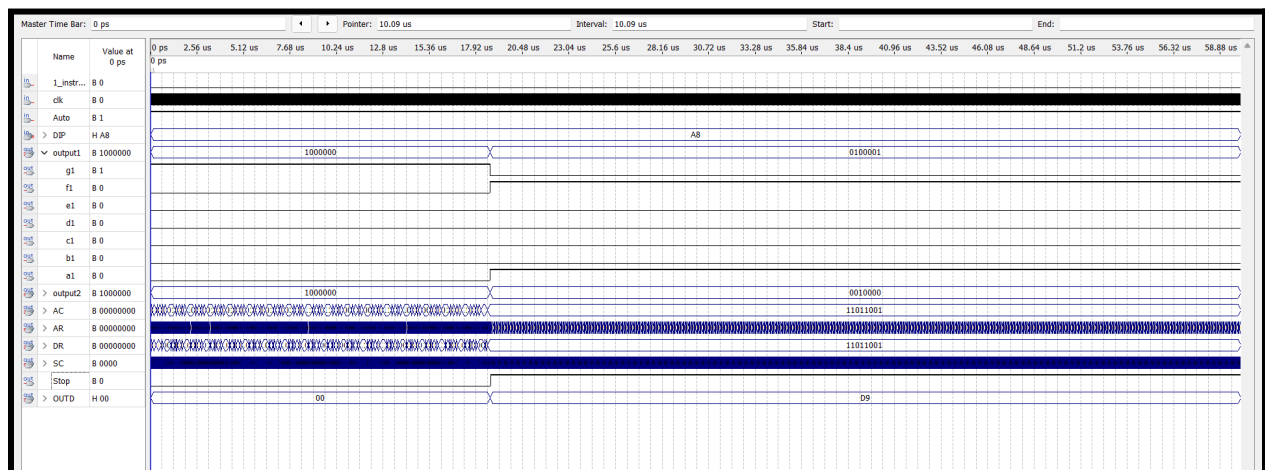 Master Time Bar: 0 ps Pointer: 10.09 us Interval: 10.09 us Start: End:
Name Value at 0 ps
0 ps 2.56 us 5.12 us 7.68 us 10.24 us 12.8 us 15.36 us 17.92 us 20.48 us 23.04 us 25.6 us 28.16 us 30.72 us 33.28 us 35.84 us 38.4 us 40.96 us 43.52 us 46.08 us 48.64 us 51.2 us 53.76 us 56.32 us 58.88 us
0 ps
1_instr... B 0
clk B 0
Auto B 1
DIP H A8 A8
output1 B 1000000 1000000 0100001
g1 B 1
f1 B 0
e1 B 0
d1 B 0
c1 B 0
b1 B 0
a1 B 0
output2 B 1000000 1000000 0010000
AC B 00000000 11011001
AR B 00000000
DR B 00000000 11011001
SC B 0000
Stop B 0
OUTD H 00 00 D9